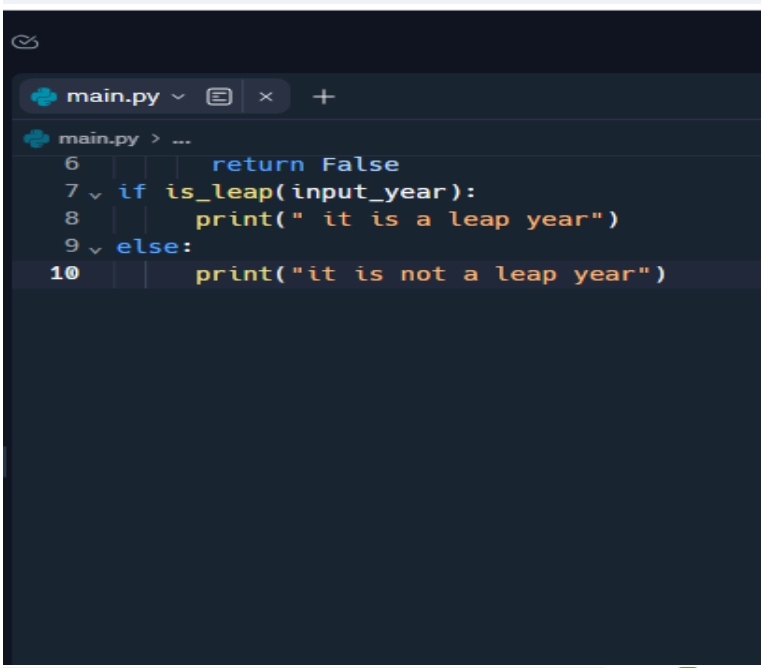 main.py
main.py > ...
6 return False
7 if is_leap(input_year):
8 print(" it is a leap year")
9 else:
10 print("it is not a leap year")